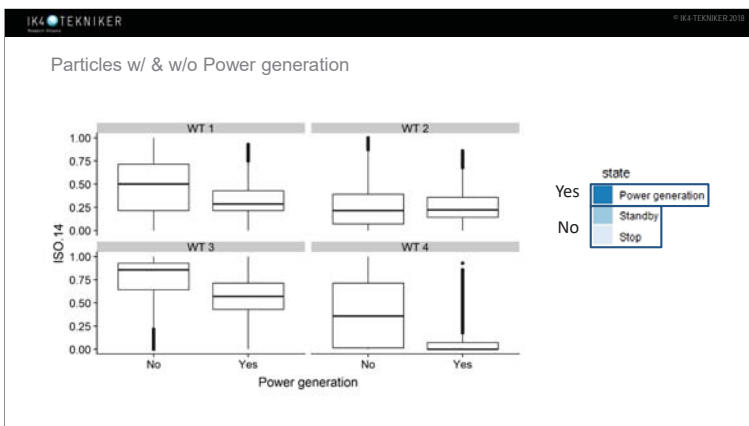 IK4 TEKNIKER
Research Alliance
© IK4-TEKNIKER 2018
Particles w/ & w/o Power generation
WT 1
WT 2
1.00
0.75
0.50
0.25
0.00
WT 3
WT 4
1.00
0.75
0.50
0.25
0.00
ISO.14
No
Yes
No
Yes
Power generation
state
Yes
Power generation
No
Standby
Stop